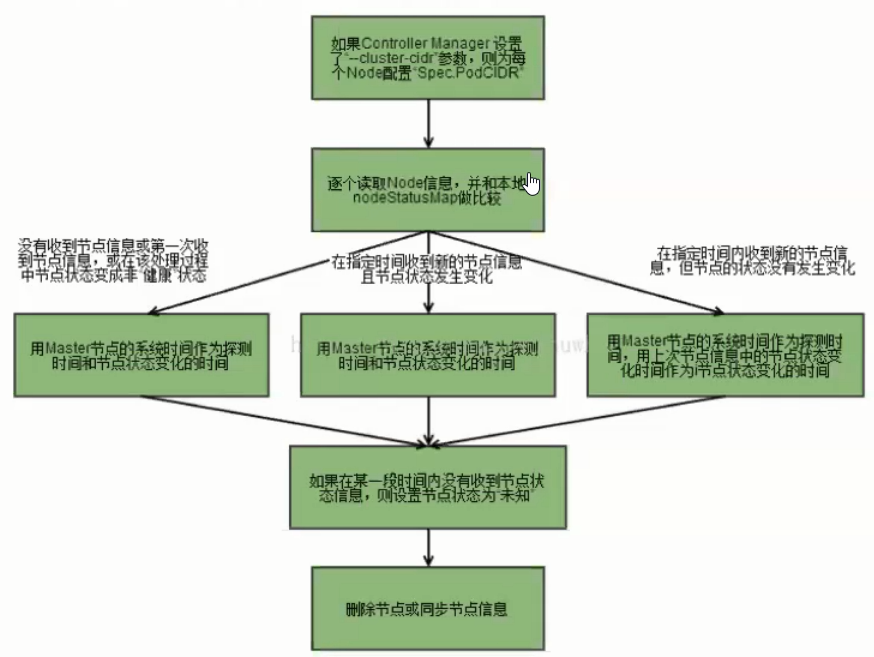 如果Controller Manager 设置
了“--cluster-cidr”参数，则为每
个Node配置“Spec.PodCIDR”
逐个读取Node信息，并和本地
nodeStatusMap做比较
没有收到节点信息或第一次收
到节点信息，或在该处理过程
中节点状态变成非“健康”状态
在指定时间收到新的节点信息
且节点状态发生变化
在指定时间内收到新的节点信
息，但节点的状态没有发生变化
用Master节点的系统时间作为探测
时间和节点状态变化的时间
用Master节点的系统时间作为探测
时间和节点状态变化的时间
用Master节点的系统时间作为探测时
间，用上次节点信息中的节点状态变
化时间作为i节点状态变化的时间
如果在某一段时间内没有收到节点状
态信息，则设置节点状态为“未知”
删除节点或同步节点信息